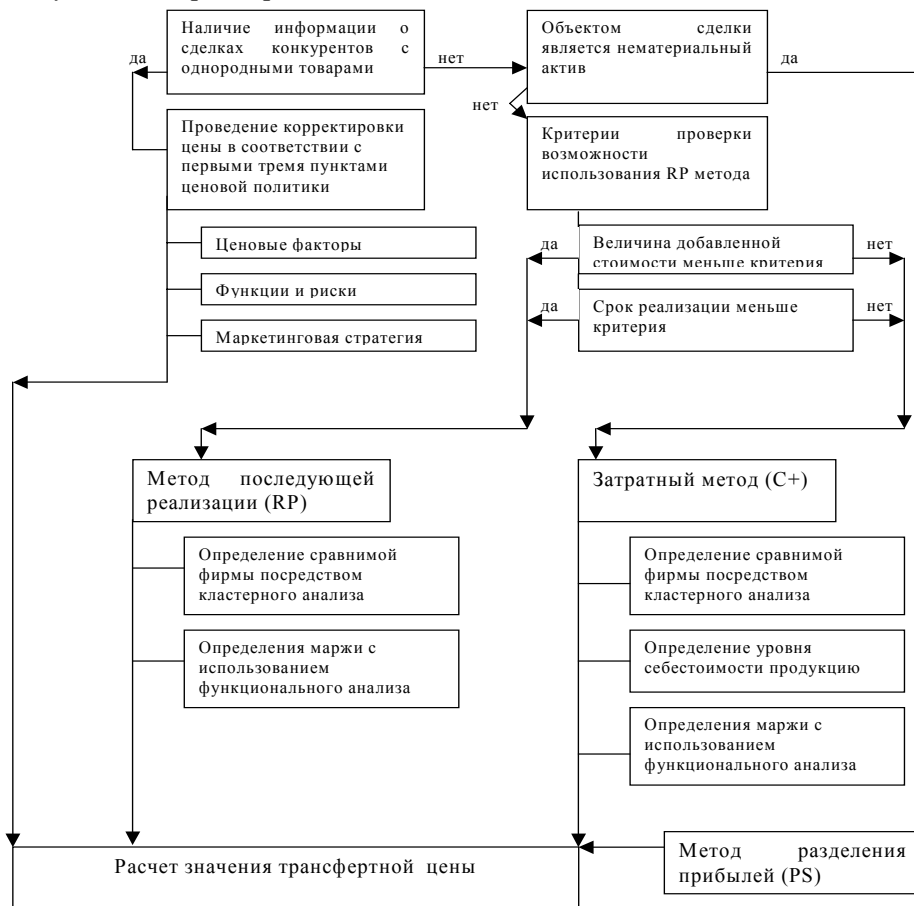 Наличие информации о
сделках конкурентов с
однородными товарами
Объектом сделки
является нематериальный
актив
да
нет
да
нет
Проведение корректировки
цены в соответствии с
первыми тремя пунктами
ценовой политики
Критерии проверки
возможности
использования RP метода
Ценовые факторы
Функции и риски
Маркетинговая стратегия
да
Величина добавленной
стоимости меньше критерия
нет
да
Срок реализации меньше
критерия
нет
Метод последующей
реализации (RP)
Затратный метод (C+)
Определение сравнимой
фирмы посредством
кластерного анализа
Определения маржи с
использованием
функционального анализа
Определение сравнимой
фирмы посредством
кластерного анализа
Определение уровня
себестоимости продукцию
Определения маржи с
использованием
функционального анализа
Расчет значения трансфертной цены
Метод разделения
прибылей (PS)